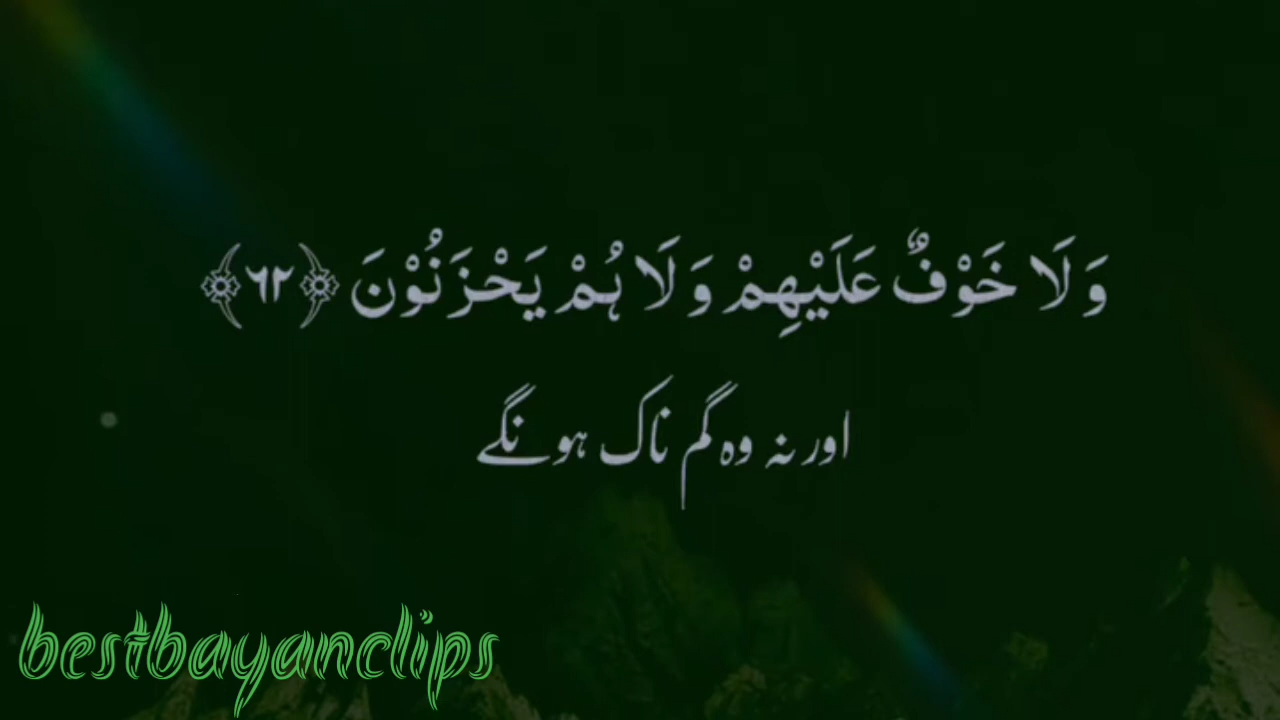 وَلَا خَوْفٌ عَلَيْهِمْ وَلَا ہُمْ يَحْزَنُوْنَ ﴿٦٢﴾
اور نہ وہ گم ناک ہونگے
bestbayanclips